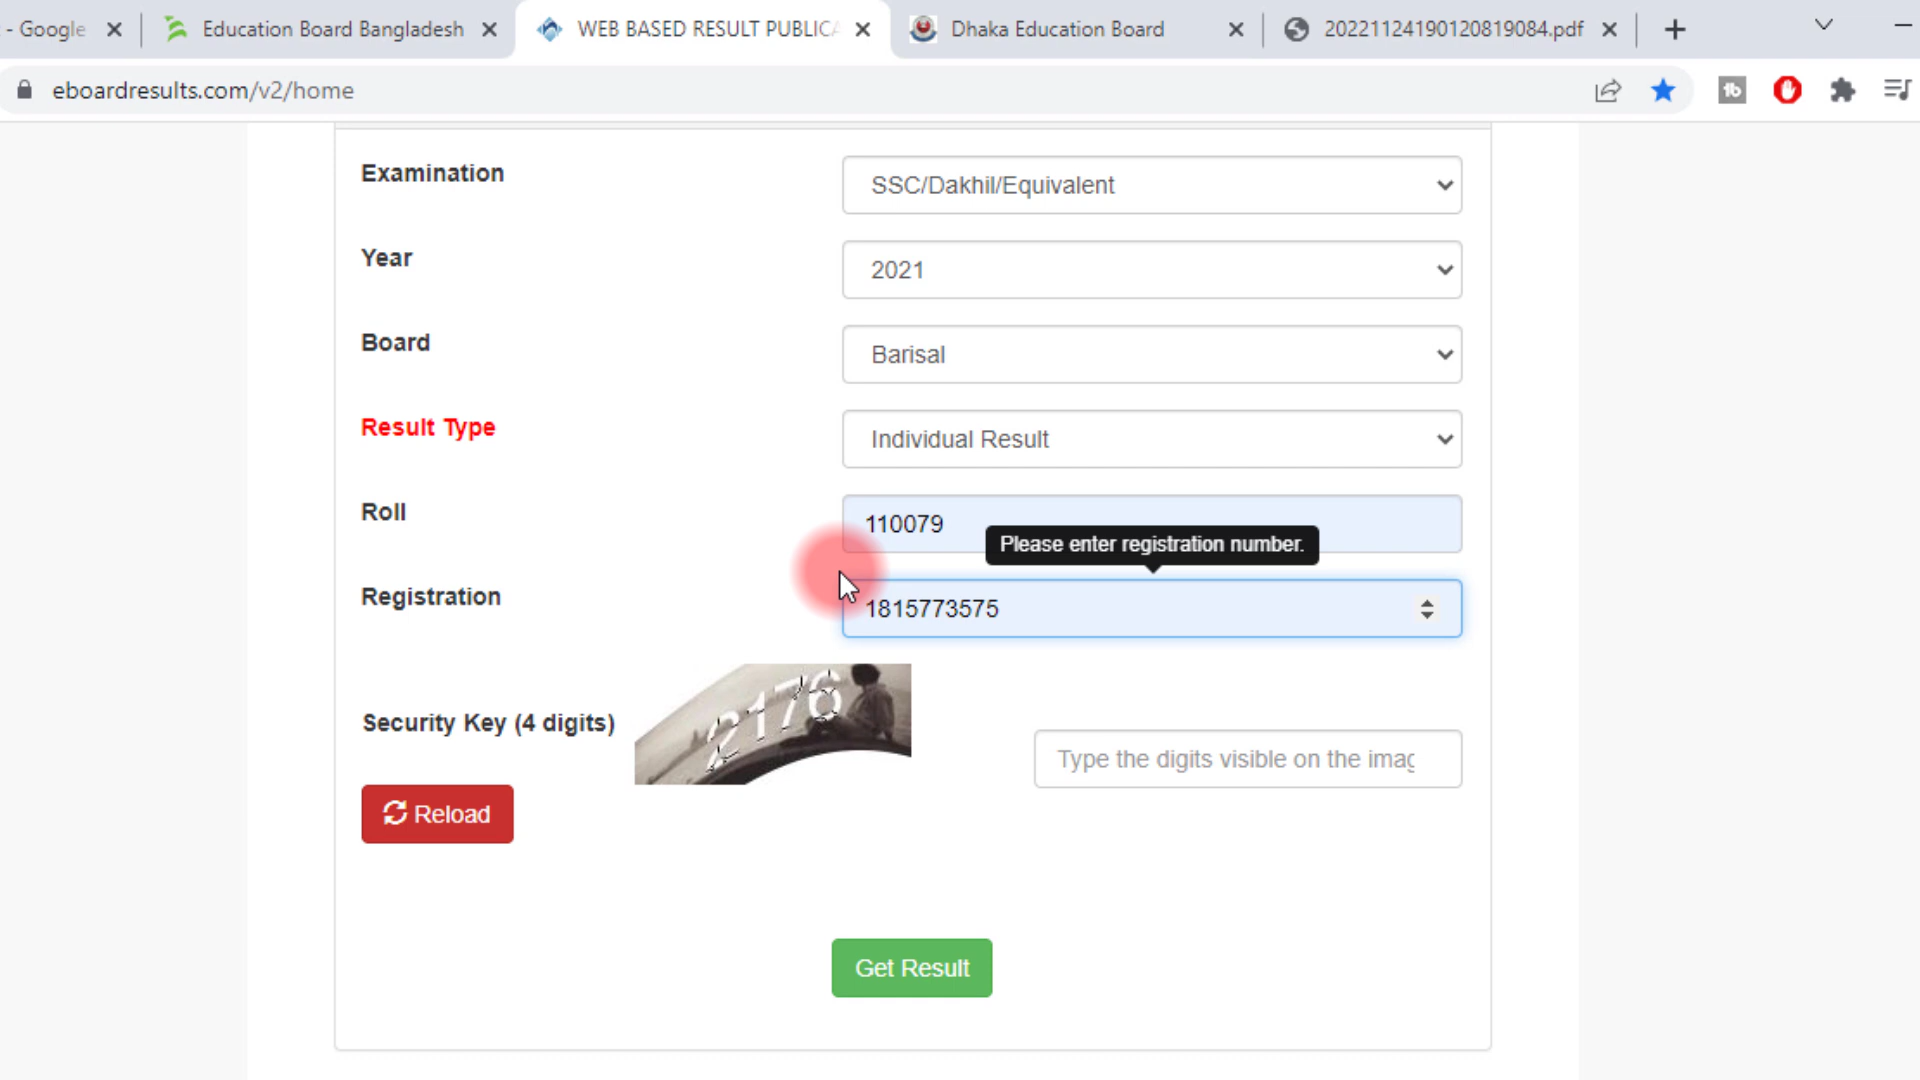 - Google
Education Board Bangladesh
WEB BASED RESULT PUBLICA
Dhaka Education Board
20221124190120819084.pdf
eboardresults.com/v2/home
Examination
SSC/Dakhil/Equivalent
Year
2021
Board
Barisal
Result Type
Individual Result
Roll
110079
Please enter registration number.
Registration
1815773575
Security Key (4 digits)
2176
Type the digits visible on the imag
Reload
Get Result